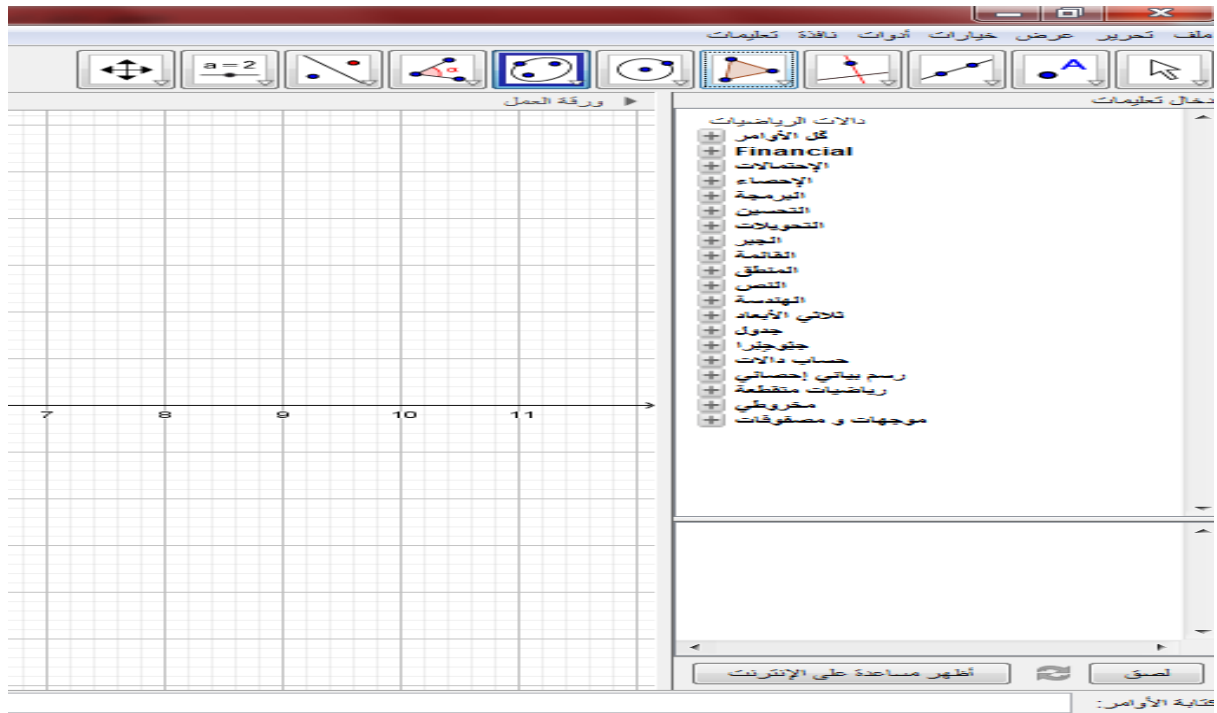 ملف تحرير عرض خيارات أدوات نافذة تعليمات
A
α
a = 2
دخال تعليمات
ورقة العمل
دالات الرياضيات
كل الأوامر
Financial
الإحتمالات
الإحصاء
البرمجة
التحسين
التحويلات
الجبر
القائمة
المنطق
النص
الهندسة
ثلاثي الأبعاد
جدول
جئوجبرا
حساب دالات
رسم بياني إحصائي
رياضيات متقطعة
مخروطي
موجهات و مصفوفات
7 8 9 10 11
لصق
أظهر مساعدة على الإنترنت
كتابة الأوامر: